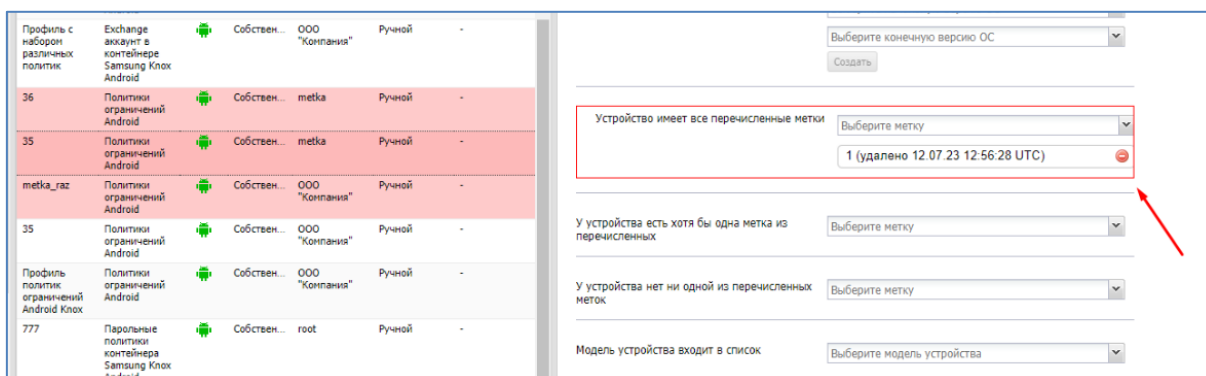 Профиль с
набором
различных
политик
Exchange
аккаунт в
контейнере
Samsung Knox
Android
Собствен...
ООО
"Компания"
Ручной
-
36
Политики
ограничений
Android
Собствен...
metka
Ручной
-
35
Политики
ограничений
Android
Собствен...
metka
Ручной
-
metka_raz
Политики
ограничений
Android
Собствен...
ООО
"Компания"
Ручной
-
35
Политики
ограничений
Android
Собствен...
ООО
"Компания"
Ручной
-
Профиль
политик
ограничений
Android Knox
Политики
ограничений
Android
Собствен...
ООО
"Компания"
Ручной
-
777
Парольные
политики
контейнера
Samsung Knox
Собствен...
root
Ручной
-
Выберите конечную версию ОС
Создать
Устройство имеет все перечисленные метки
Выберите метку
1 (удалено 12.07.23 12:56:28 UTC)
У устройства есть хотя бы одна метка из
перечисленных
Выберите метку
У устройства нет ни одной из перечисленных
меток
Выберите метку
Модель устройства входит в список
Выберите модель устройства